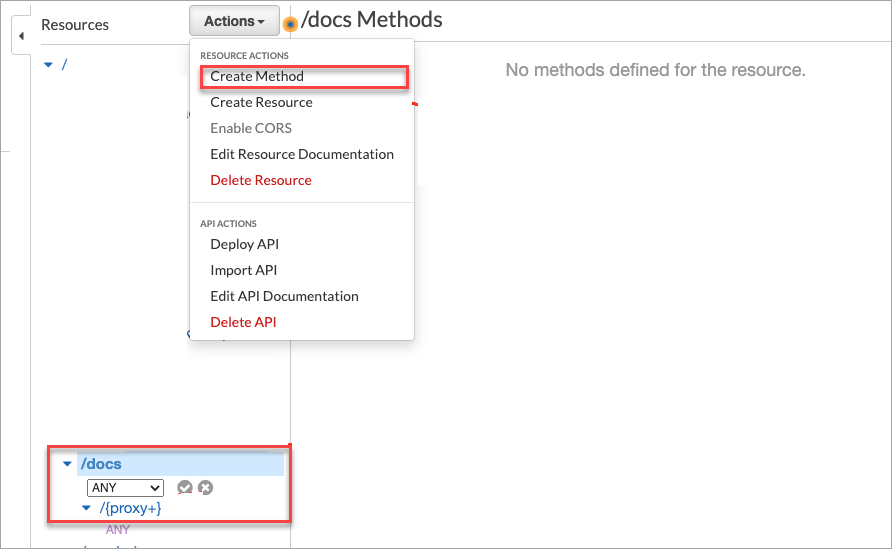 Resources
Actions
/docs Methods
/
RESOURCE ACTIONS
Create Method
Create Resource
Enable CORS
Edit Resource Documentation
Delete Resource
API ACTIONS
Deploy API
Import API
Edit API Documentation
Delete API
No methods defined for the resource.
/docs
ANY
/{proxy+}
ANY